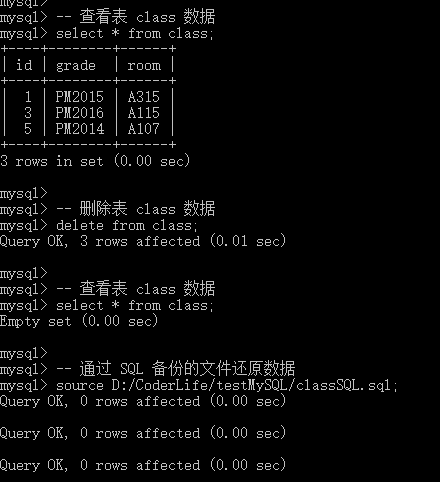 mysql>
mysql> -- 查看表 class 数据
mysql> select * from class;
+----+--------+------+
| id | grade  | room |
+----+--------+------+
|  1 | PM2015 | A315 |
|  3 | PM2016 | A115 |
|  5 | PM2014 | A107 |
+----+--------+------+
3 rows in set (0.00 sec)
mysql>
mysql> -- 删除表 class 数据
mysql> delete from class;
Query OK, 3 rows affected (0.01 sec)
mysql>
mysql> -- 查看表 class 数据
mysql> select * from class;
Empty set (0.00 sec)
mysql>
mysql> -- 通过 SQL 备份的文件还原数据
mysql> source D:/CoderLife/testMySQL/classSQL.sql;
Query OK, 0 rows affected (0.00 sec)
Query OK, 0 rows affected (0.00 sec)
Query OK, 0 rows affected (0.00 sec)